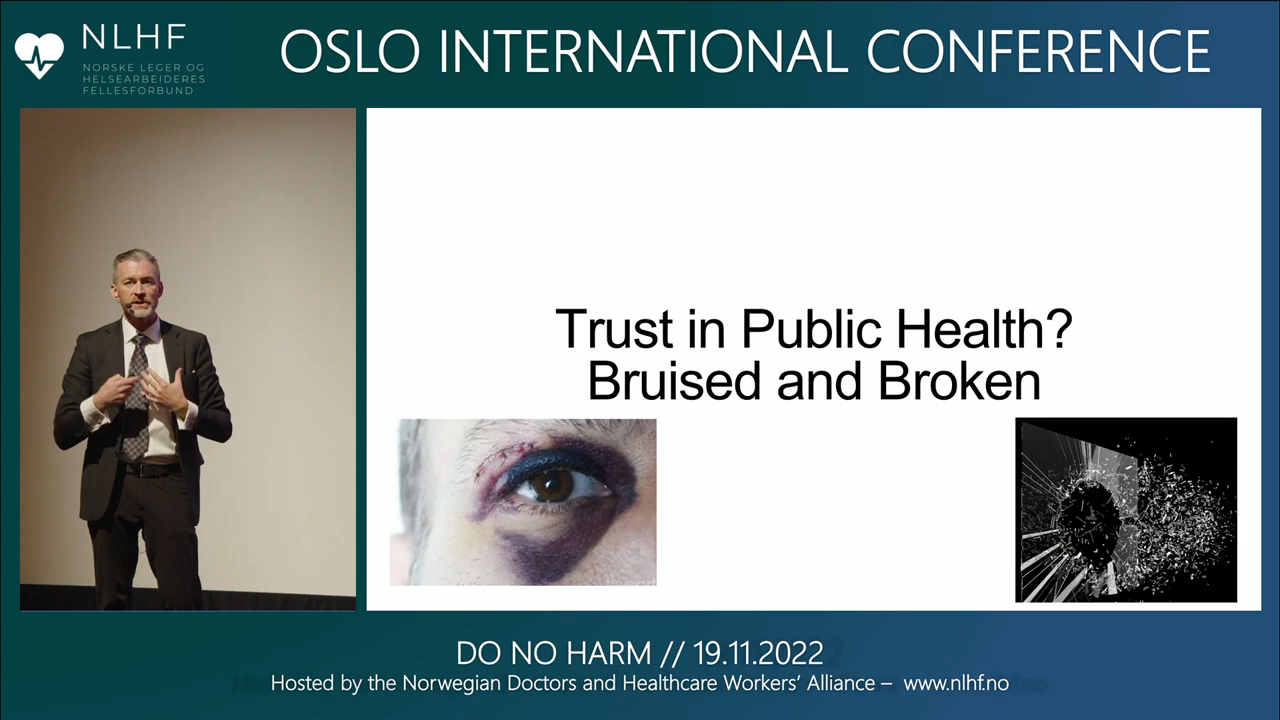 NLHF
NORSKE LEGER OG
HELSEARBEIDERES
FELLESFORBUND
OSLO INTERNATIONAL CONFERENCE
Trust in Public Health?
Bruised and Broken
DO NO HARM // 19.11.2022
Hosted by the Norwegian Doctors and Healthcare Workers' Alliance – www.nlhf.no